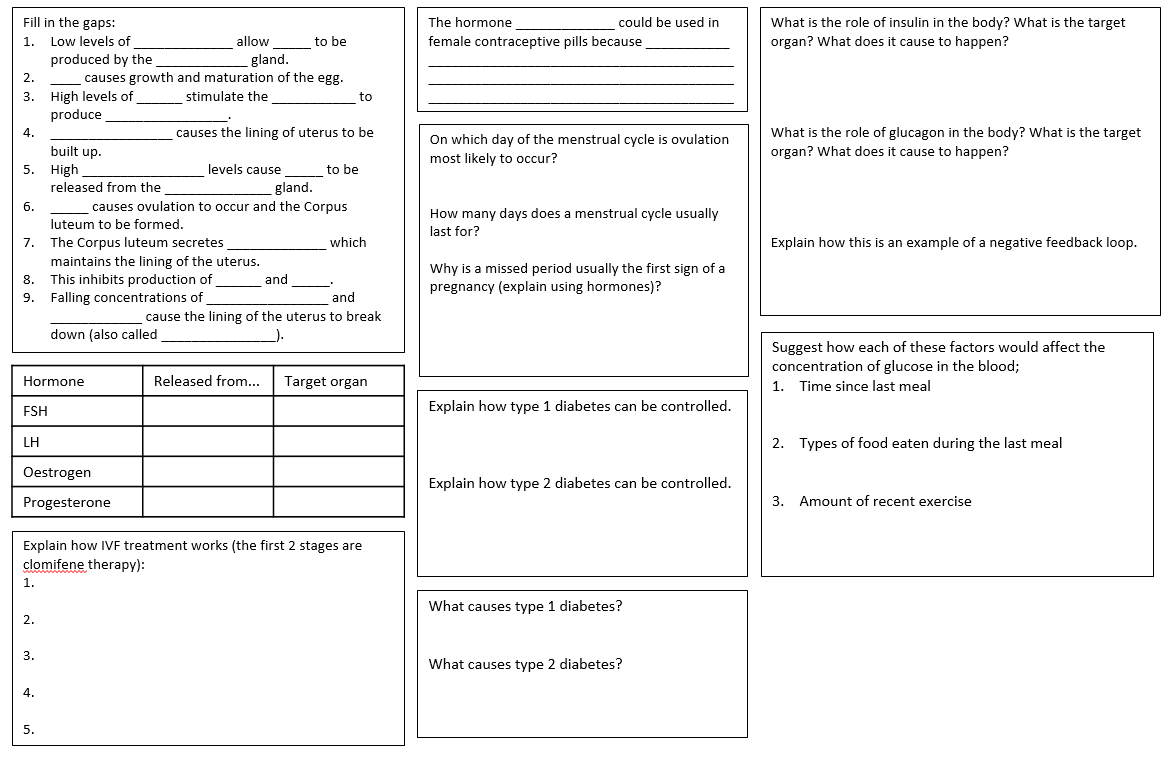 Fill in the gaps:
1. Low levels of _____________ allow _____ to be
produced by the ____________ gland.
2. ____ causes growth and maturation of the egg.
3. High levels of ______ stimulate the ___________ to
produce ________________.
4. ________________ causes the lining of uterus to be
built up.
5. High ________________ levels cause _____ to be
released from the ______________ gland.
6. _____ causes ovulation to occur and the Corpus
luteum to be formed.
7. The Corpus luteum secretes _____________ which
maintains the lining of the uterus.
8. This inhibits production of ______ and _____.
9. Falling concentrations of ________________ and
____________ cause the lining of the uterus to break
down (also called _______________).
Hormone Released from... Target organ
FSH
LH
Oestrogen
Progesterone
Explain how IVF treatment works (the first 2 stages are
clomifene therapy):
1.
2.
3.
4.
5.
The hormone _____________ could be used in
female contraceptive pills because ___________
________________________________________
________________________________________
________________________________________
On which day of the menstrual cycle is ovulation
most likely to occur?
How many days does a menstrual cycle usually
last for?
Why is a missed period usually the first sign of a
pregnancy (explain using hormones)?
Explain how type 1 diabetes can be controlled.
Explain how type 2 diabetes can be controlled.
What causes type 1 diabetes?
What causes type 2 diabetes?
What is the role of insulin in the body? What is the target
organ? What does it cause to happen?
What is the role of glucagon in the body? What is the target
organ? What does it cause to happen?
Explain how this is an example of a negative feedback loop.
Suggest how each of these factors would affect the
concentration of glucose in the blood;
1. Time since last meal
2. Types of food eaten during the last meal
3. Amount of recent exercise